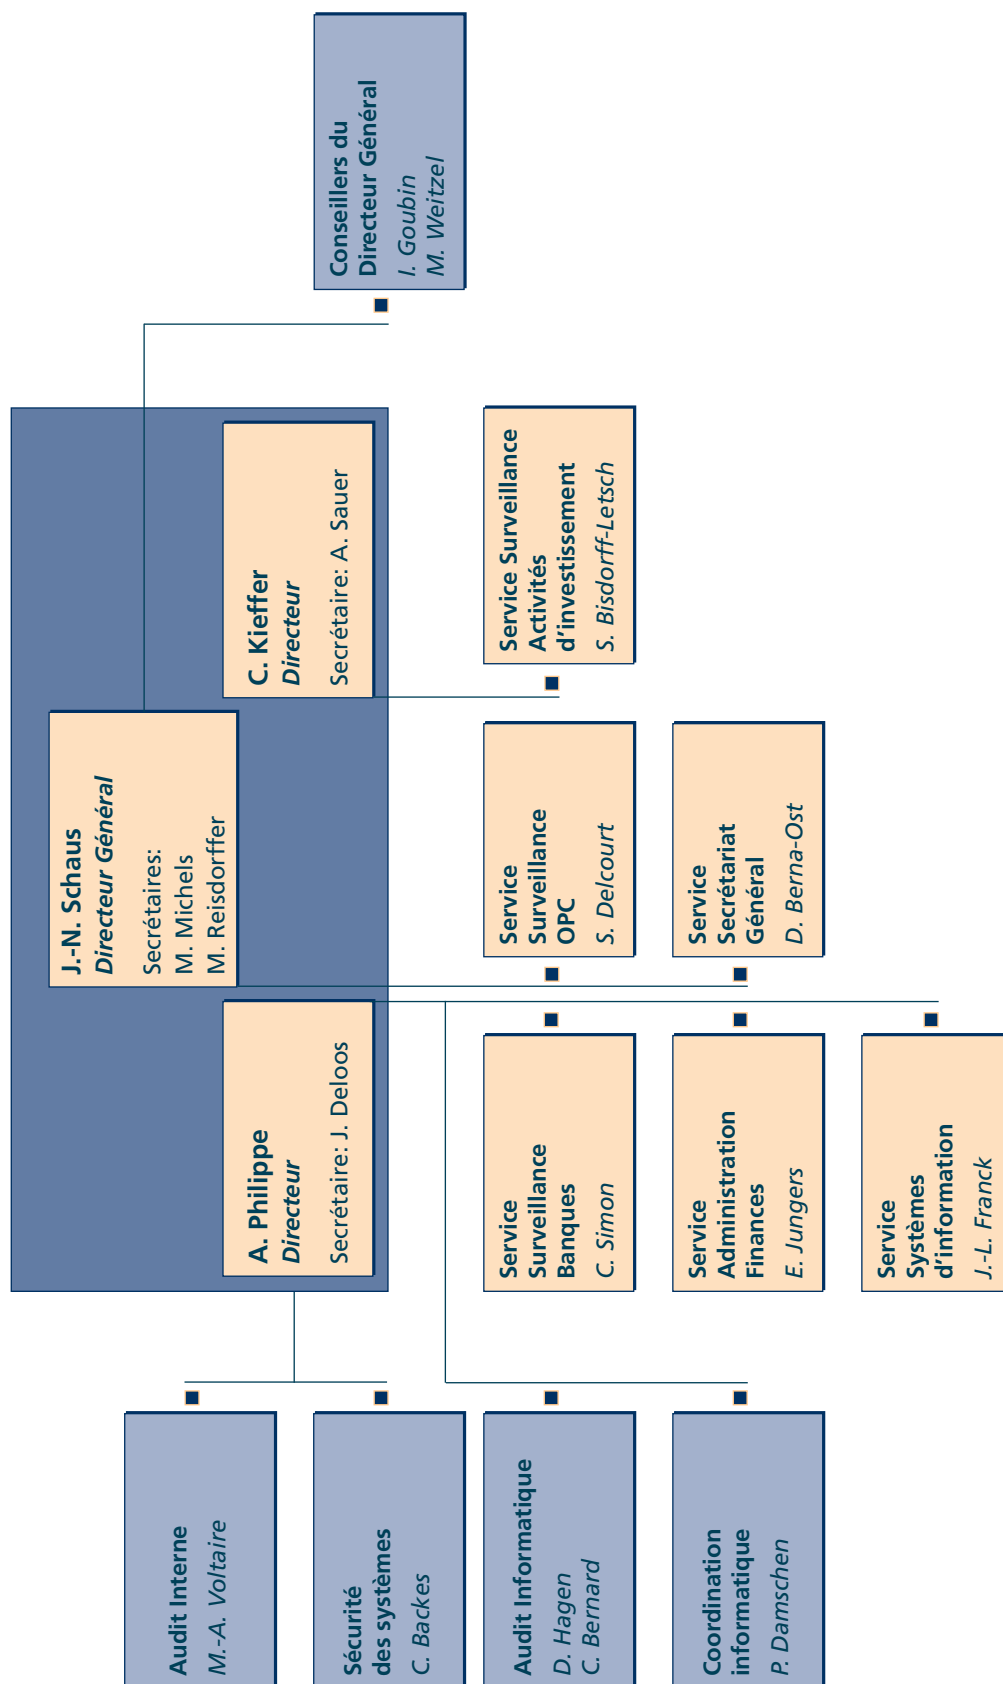 J.-N. Schaus
Directeur Général
Secrétaires:
M. Michels
M. Reisdorffer
A. Philippe
Directeur
Secrétaire: J. Deloos
C. Kieffer
Directeur
Secrétaire: A. Sauer
Conseillers du
Directeur Général
I. Goubin
M. Weitzel
Audit Interne
M.-A. Voltaire
Sécurité
des systèmes
C. Backes
Audit Informatique
D. Hagen
C. Bernard
Coordination
informatique
P. Damschen
Service
Surveillance
Banques
C. Simon
Service
Surveillance
OPC
S. Delcourt
Service Surveillance
Activités
d'investissement
S. Bisdorff-Letsch
Service
Administration
Finances
E. Jungers
Service
Secrétariat
Général
D. Berna-Ost
Service
Systèmes
d'information
J.-L. Franck